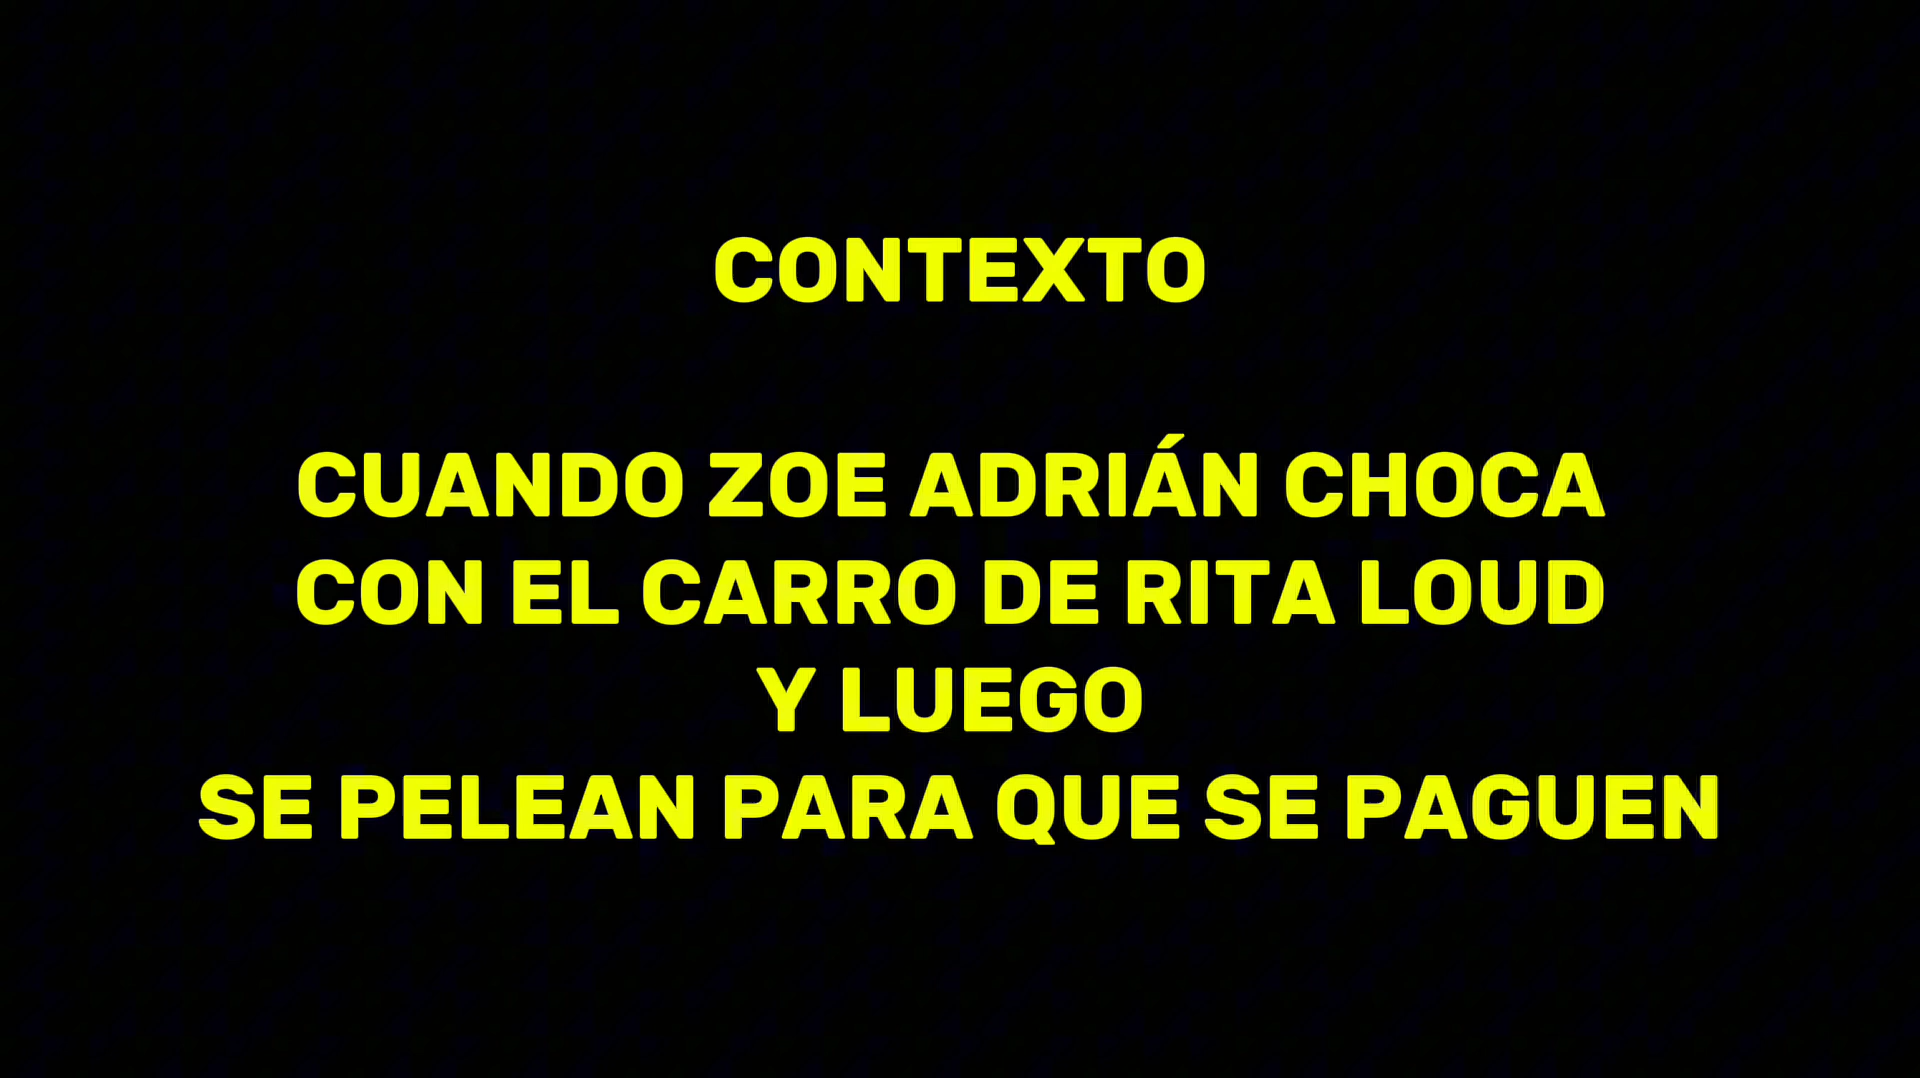 CONTEXTO
CUANDO ZOE ADRIÁN CHOCA
CON EL CARRO DE RITA LOUD
Y LUEGO
SE PELEAN PARA QUE SE PAGUEN